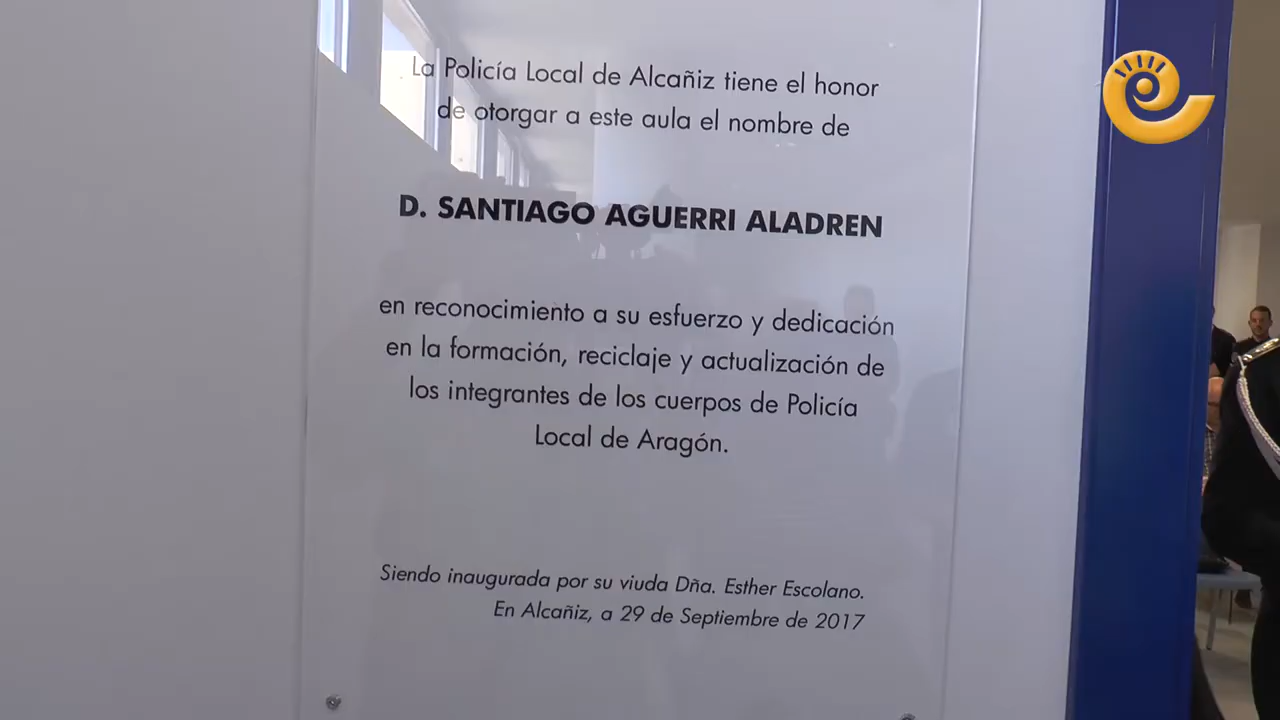 La Policía Local de Alcañiz tiene el honor
de otorgar a este aula el nombre de
D. SANTIAGO AGUERRI ALADREN
en reconocimiento a su esfuerzo y dedicación
en la formación, reciclaje y actualización de
los integrantes de los cuerpos de Policía
Local de Aragón.
Siendo inaugurada por su viuda Dña. Esther Escolano.
En Alcañiz, a 29 de Septiembre de 2017